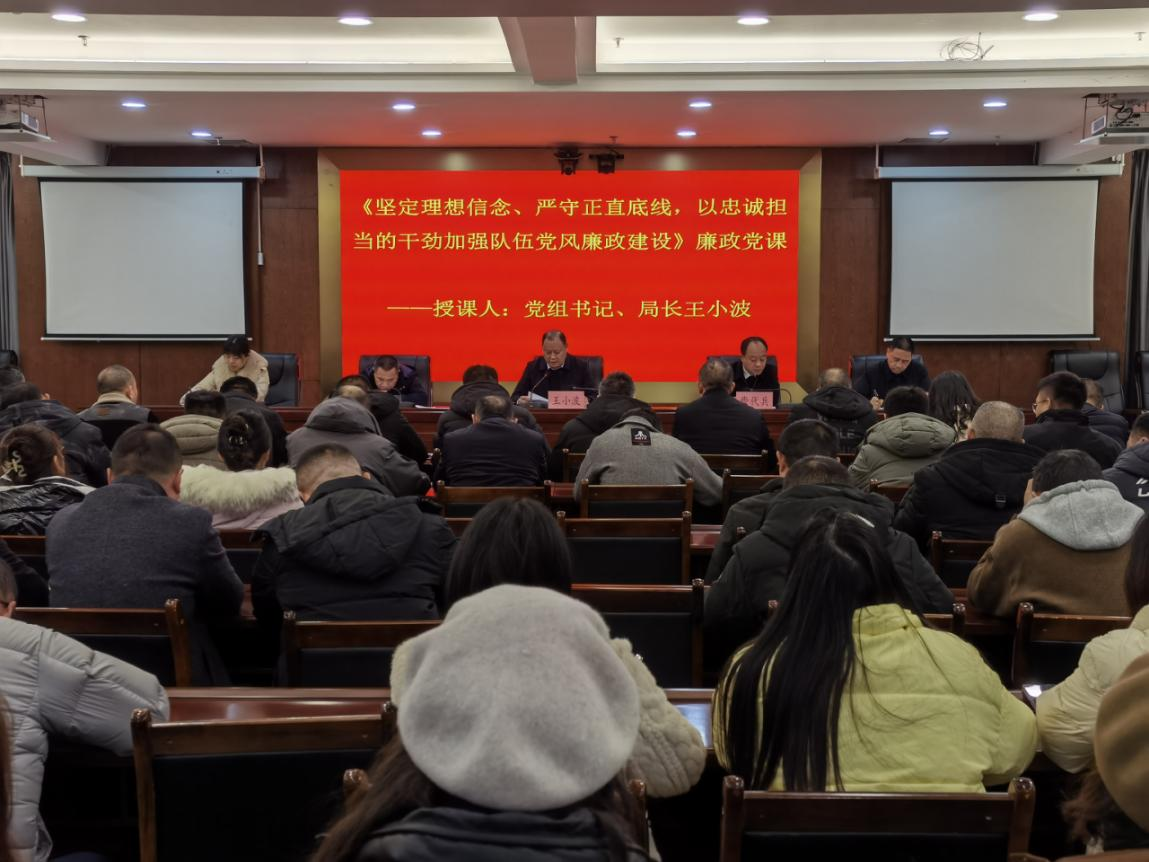 《坚定理想信念、严守正直底线，以忠诚担
当的干劲加强队伍党风廉政建设》廉政党课
——授课人：党组书记、局长王小波
王小波